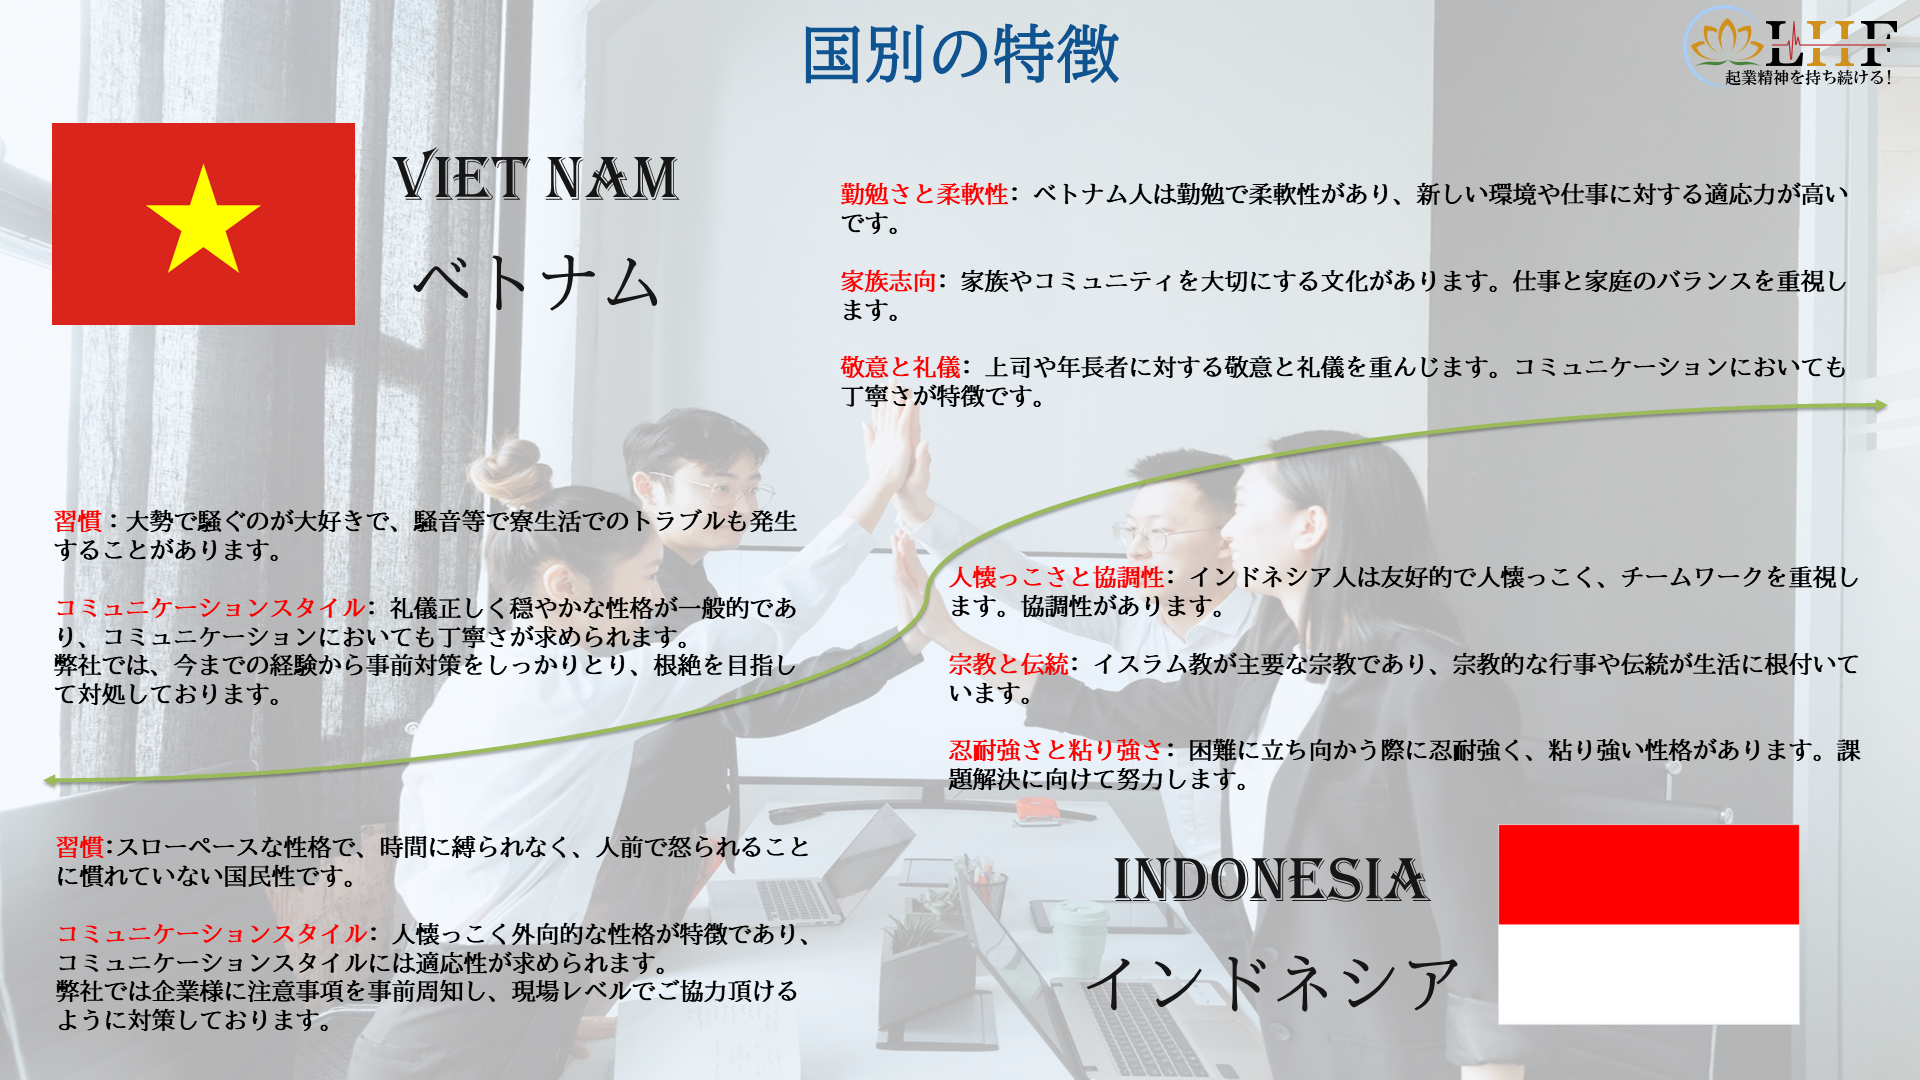 国別の特徴
LHF
起業精神を持ち続ける!
VIET NAM
ベトナム
勤勉さと柔軟性：ベトナム人は勤勉で柔軟性があり、新しい環境や仕事に対する適応力が高い
です。
家族志向：家族やコミュニティを大切にする文化があります。仕事と家庭のバランスを重視し
ます。
敬意と礼儀：上司や年長者に対する敬意と礼儀を重んじます。コミュニケーションにおいても
丁寧さが特徴です。
習慣：大勢で騒ぐのが大好きで、騒音等で寮生活でのトラブルも発生
することがあります。
コミュニケーションスタイル：礼儀正しく穏やかな性格が一般的であ
り、コミュニケーションにおいても丁寧さが求められます。
弊社では、今までの経験から事前対策をしっかりとり、根絶を目指し
て対処しております。
人懐っこさと協調性：インドネシア人は友好的で人懐っこく、チームワークを重視し
ます。協調性があります。
宗教と伝統：イスラム教が主要な宗教であり、宗教的な行事や伝統が生活に根付いて
います。
忍耐強さと粘り強さ：困難に立ち向かう際に忍耐強く、粘り強い性格があります。課
題解決に向けて努力します。
習慣:スローペースな性格で、時間に縛られなく、人前で怒られること
に慣れていない国民性です。
コミュニケーションスタイル：人懐っこく外向的な性格が特徴であり、
コミュニケーションスタイルには適応性が求められます。
弊社では企業様に注意事項を事前周知し、現場レベルでご協力頂ける
ように対策しております。
INDONESIA
インドネシア